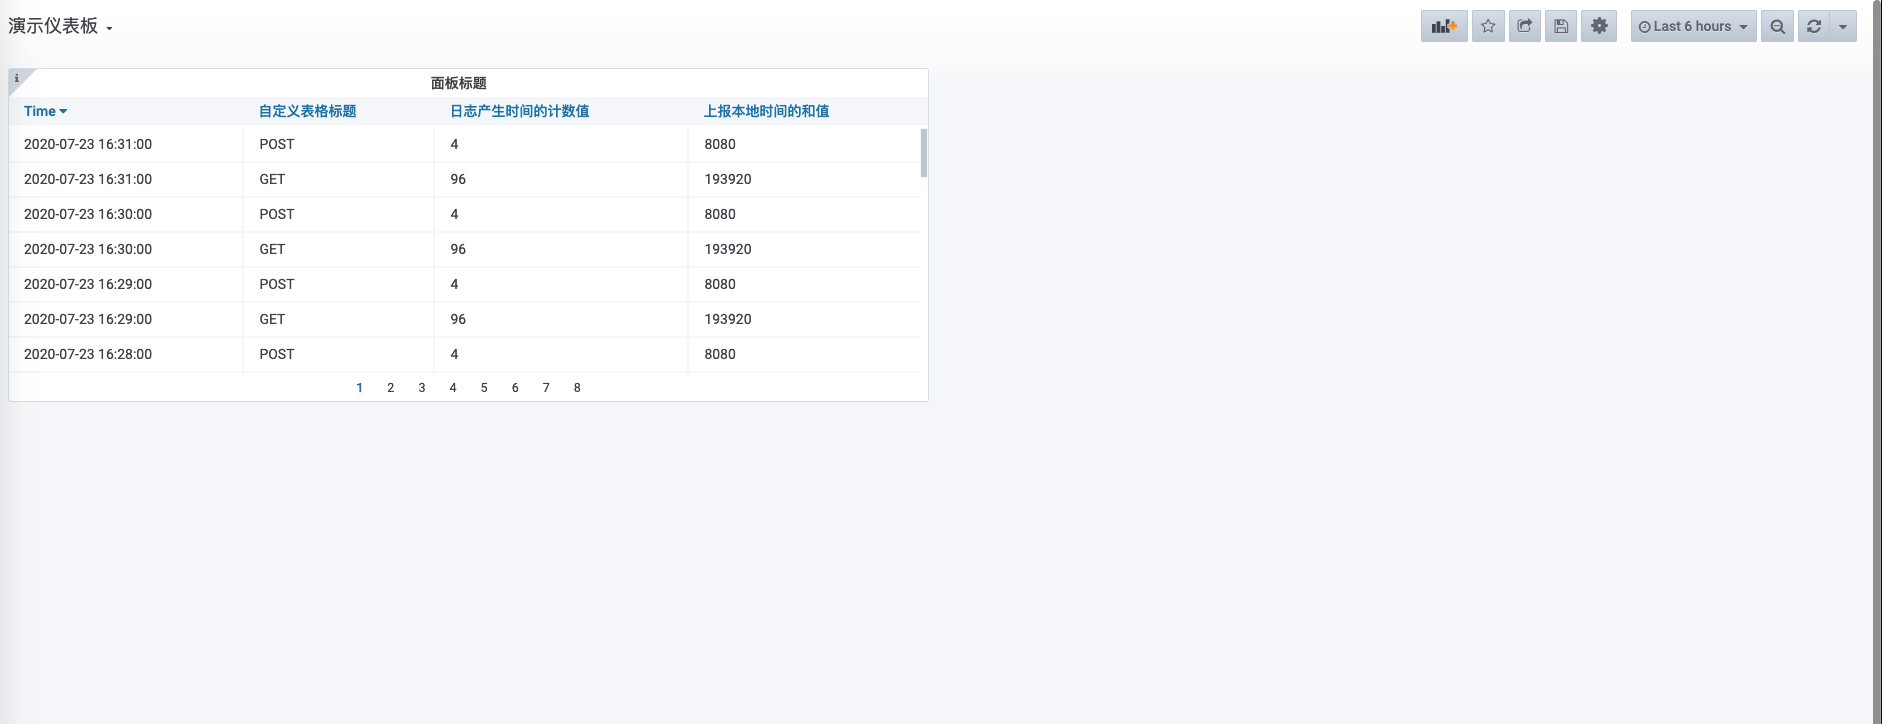 演示仪表板
Last 6 hours
i
面板标题
Time 自定义表格标题 日志产生时间的计数值 上报本地时间的和值
2020-07-23 16:31:00 POST 4 8080
2020-07-23 16:31:00 GET 96 193920
2020-07-23 16:30:00 POST 4 8080
2020-07-23 16:30:00 GET 96 193920
2020-07-23 16:29:00 POST 4 8080
2020-07-23 16:29:00 GET 96 193920
2020-07-23 16:28:00 POST 4 8080
1 2 3 4 5 6 7 8